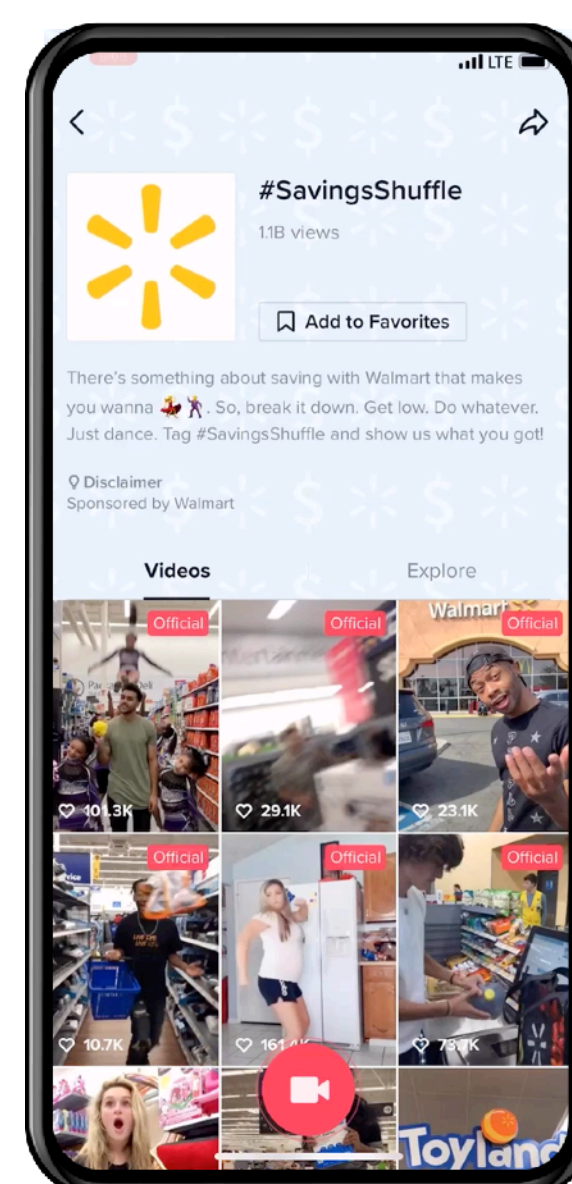 LTE
#SavingsShuffle
1.1B views
Add to Favorites
There's something about saving with Walmart that makes
you wanna 💃🕺. So, break it down. Get low. Do whatever.
Just dance. Tag #SavingsShuffle and show us what you got!
Disclaimer
Sponsored by Walmart
Videos
Explore
Official
Official
Walmart
Official
Deli
101.3K
29.1K
23.1K
Official
Official
Official
10.7K
73.7K
Toyland